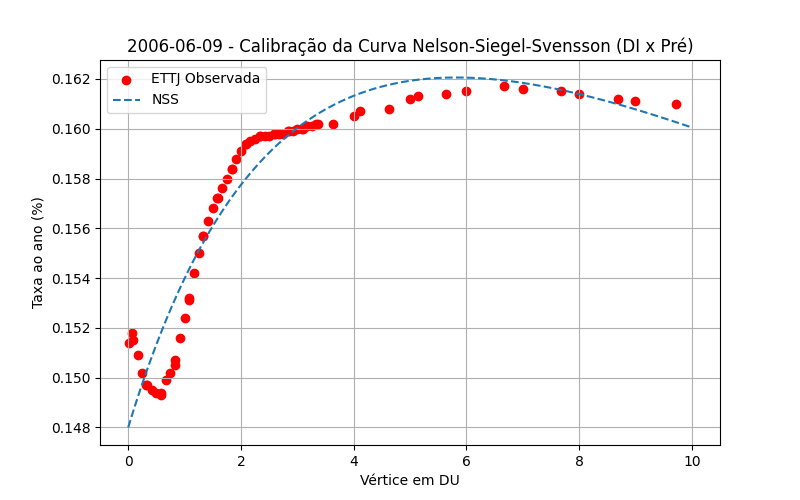 2006-06-09 - Calibração da Curva Nelson-Siegel-Svensson (DI x Pré)
ETTJ Observada
NSS
Taxa ao ano (%)
0.162
0.160
0.158
0.156
0.154
0.152
0.150
0.148
0 2 4 6 8 10
Vértice em DU